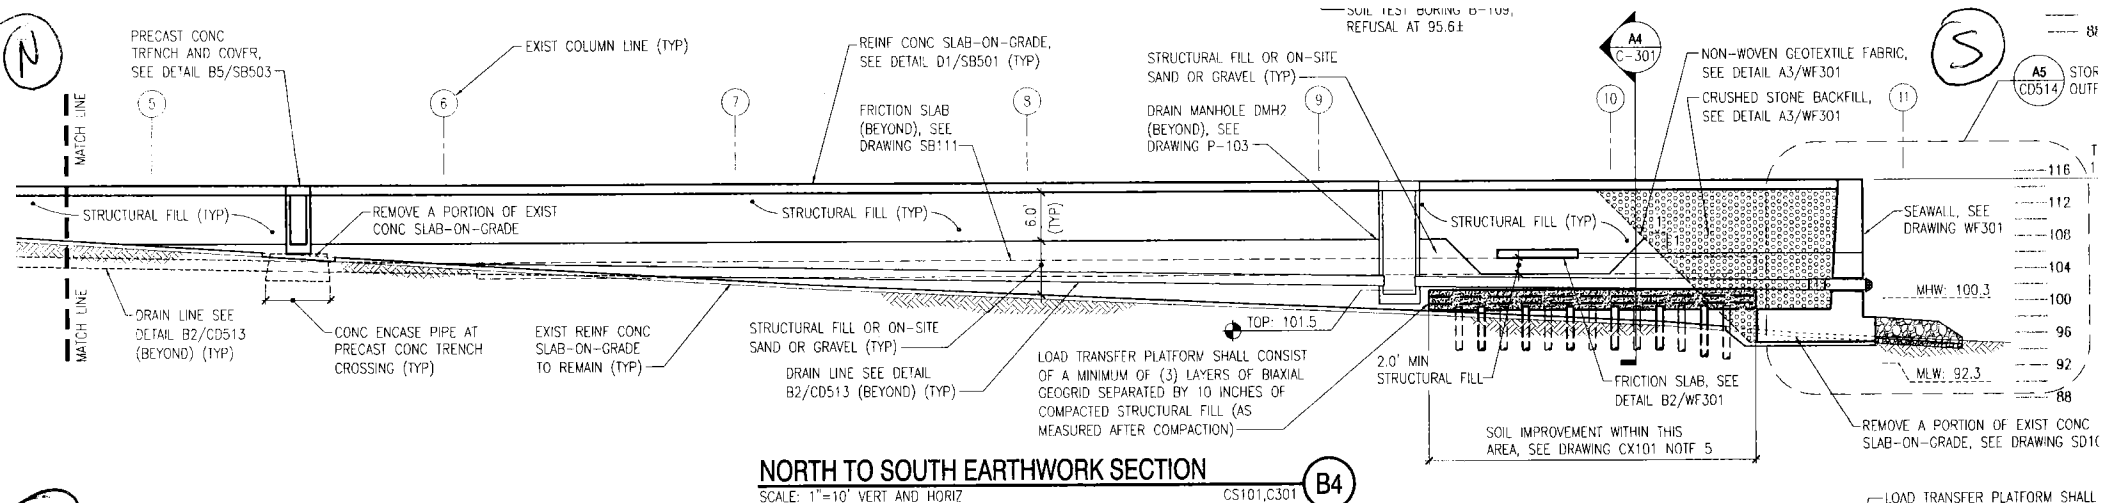 N
PRECAST CONC
TRENCH AND COVER,
SEE DETAIL B5/SB503
EXIST COLUMN LINE (TYP)
REINF CONC SLAB-ON-GRADE,
SEE DETAIL D1/SB501 (TYP)
FRICTION SLAB
(BEYOND), SEE
DRAWING SB111
STRUCTURAL FILL OR ON-SITE
SAND OR GRAVEL (TYP)
DRAIN MANHOLE DMH2
(BEYOND), SEE
DRAWING P-103
SOIL TEST BORING B-109,
REFUSAL AT 95.6±
A4
C-301
NON-WOVEN GEOTEXTILE FABRIC,
SEE DETAIL A3/WF301
CRUSHED STONE BACKFILL,
SEE DETAIL A3/WF301
S
A5
CD514
MATCH LINE
5
6
7
8
9
10
11
116
112
108
104
100
96
92
88
STRUCTURAL FILL (TYP)
REMOVE A PORTION OF EXIST
CONC SLAB-ON-GRADE
STRUCTURAL FILL (TYP)
6.0'
(TYP)
STRUCTURAL FILL (TYP)
1
1
SEAWALL, SEE
DRAWING WF301
MHW: 100.3
MLW: 92.3
MATCH LINE
DRAIN LINE SEE
DETAIL B2/CD513
(BEYOND) (TYP)
CONC ENCASE PIPE AT
PRECAST CONC TRENCH
CROSSING (TYP)
EXIST REINF CONC
SLAB-ON-GRADE
TO REMAIN (TYP)
STRUCTURAL FILL OR ON-SITE
SAND OR GRAVEL (TYP)
DRAIN LINE SEE DETAIL
B2/CD513 (BEYOND) (TYP)
TOP: 101.5
LOAD TRANSFER PLATFORM SHALL CONSIST
OF A MINIMUM OF (3) LAYERS OF BIAXIAL
GEOGRID SEPARATED BY 10 INCHES OF
COMPACTED STRUCTURAL FILL (AS
MEASURED AFTER COMPACTION)
2.0' MIN
STRUCTURAL FILL
FRICTION SLAB, SEE
DETAIL B2/WF301
SOIL IMPROVEMENT WITHIN THIS
AREA, SEE DRAWING CX101 NOTE 5
REMOVE A PORTION OF EXIST CONC
SLAB-ON-GRADE, SEE DRAWING
NORTH TO SOUTH EARTHWORK SECTION
SCALE: 1"=10' VERT AND HORIZ
CS101,C301
B4
LOAD TRANSFER PLATFORM SHALL